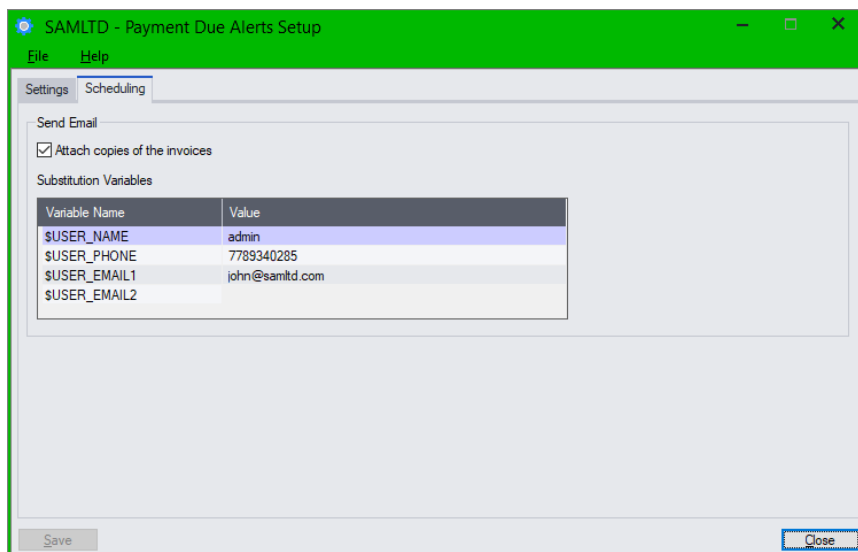 SAMLTD - Payment Due Alerts Setup
File Help
Settings Scheduling
Send Email
Attach copies of the invoices
Substitution Variables
Variable Name Value
$USER_NAME admin
$USER_PHONE 7789340285
$USER_EMAIL1 john@samltd.com
$USER_EMAIL2
Save Close